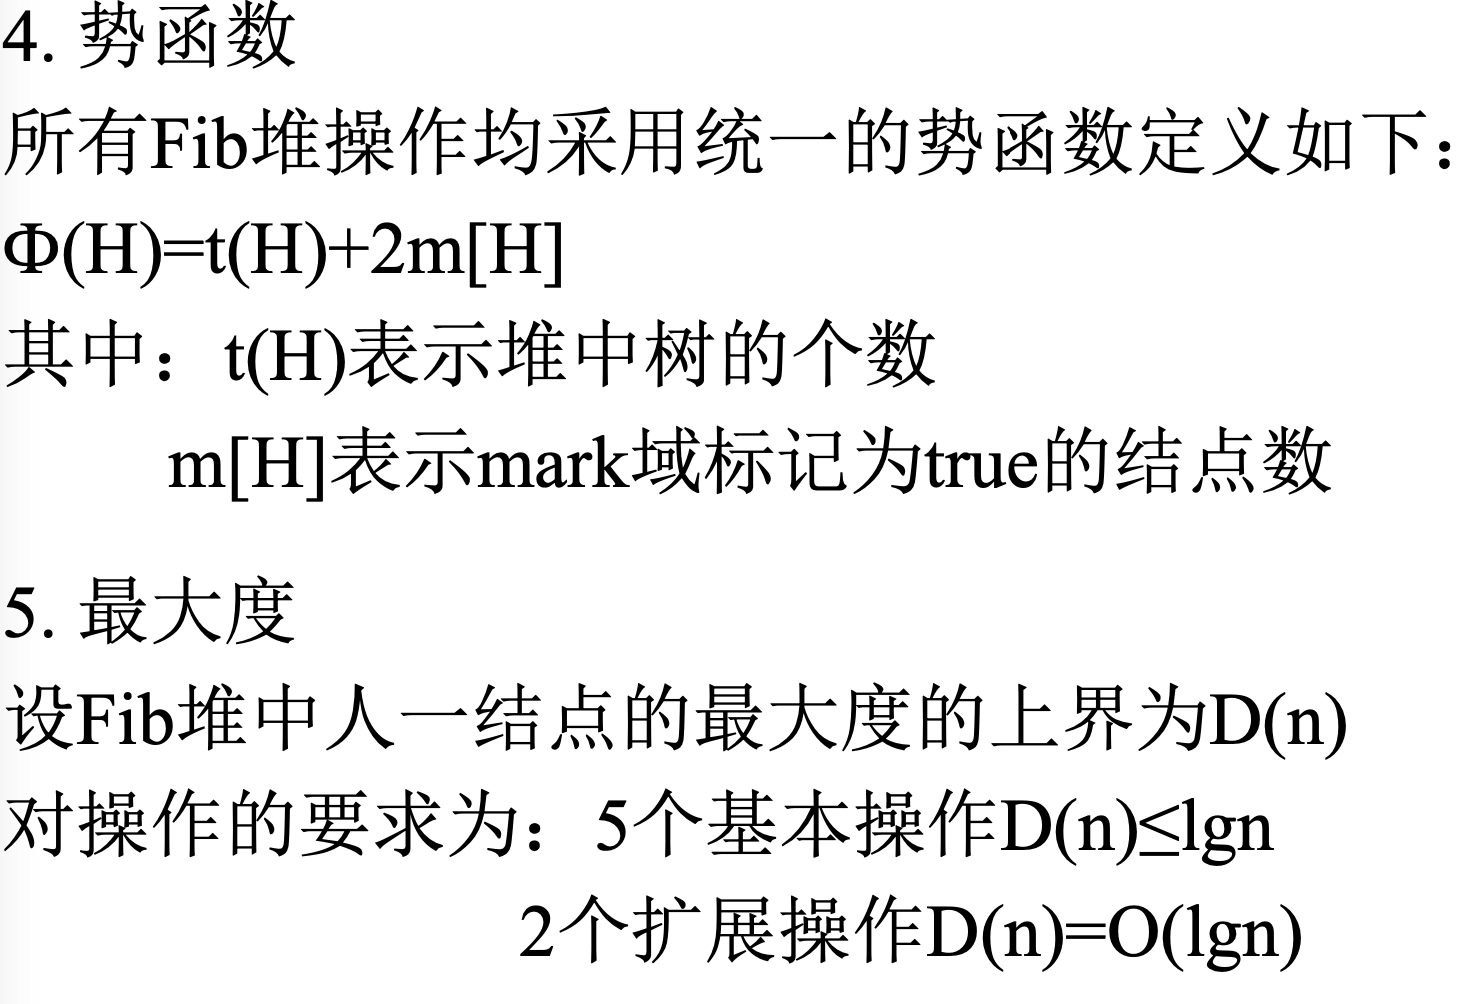 4. 势函数
所有Fib堆操作均采用统一的势函数定义如下：
Φ(H)=t(H)+2m[H]
其中：t(H)表示堆中树的个数
m[H]表示mark域标记为true的结点数
5. 最大度
设Fib堆中人一结点的最大度的上界为D(n)
对操作的要求为：5个基本操作D(n)≤lgn
2个扩展操作D(n)=O(lgn)